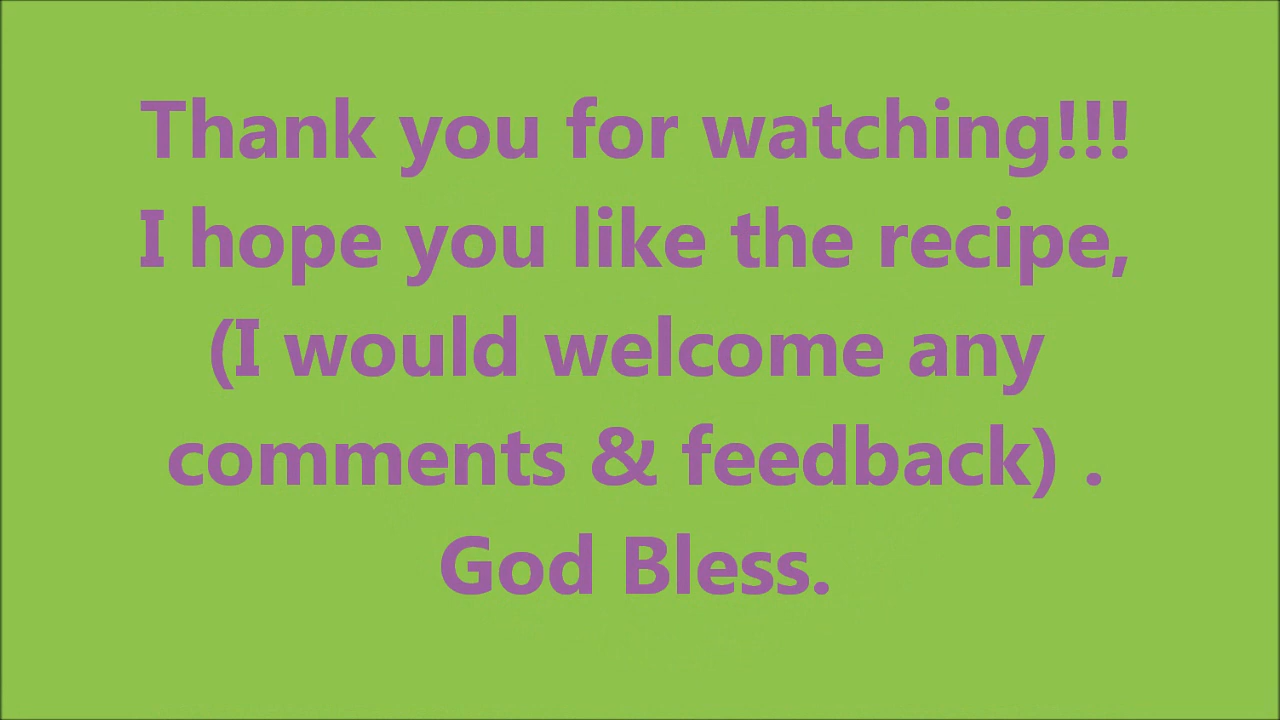 Thank you for watching!!!
I hope you like the recipe,
(I would welcome any
comments & feedback) .
God Bless.